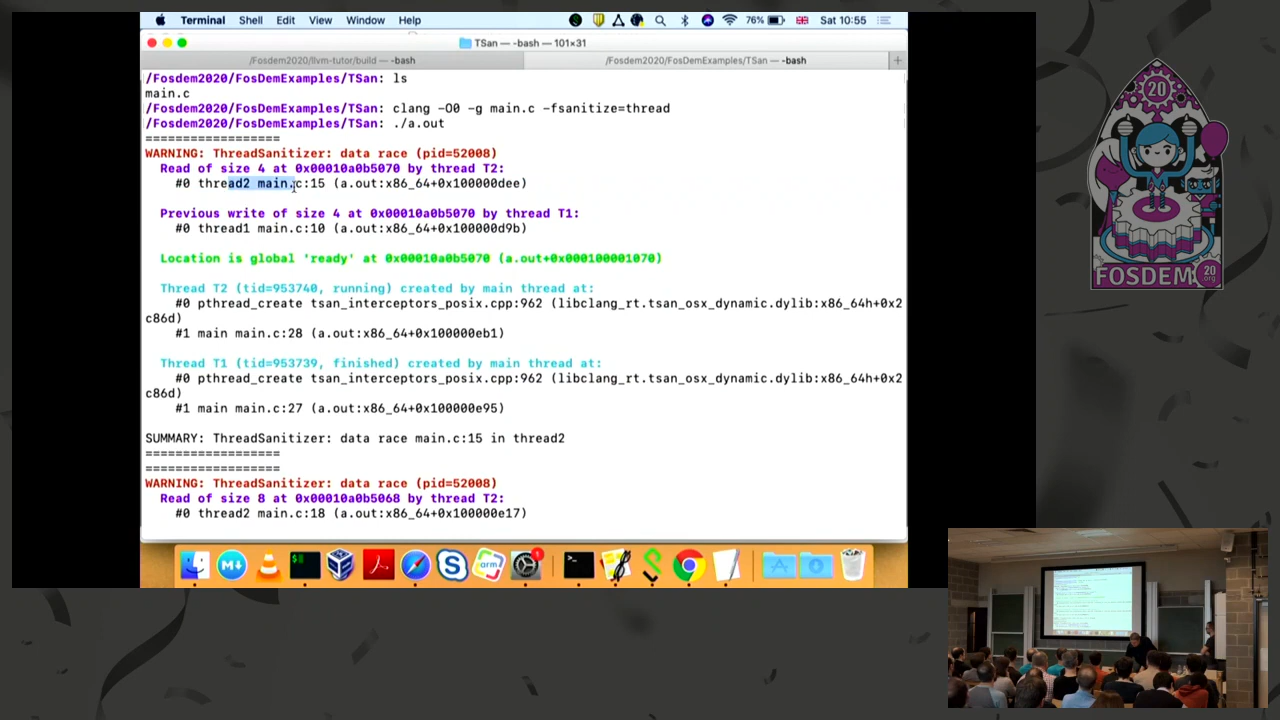 Terminal Shell Edit View Window Help 76% Sat 10:55
TSan — -bash — 101×31
/Fosdem2020/llvm-tutor/build — -bash
/Fosdem2020/FosDemExamples/TSan — -bash
/Fosdem2020/FosDemExamples/TSan: ls
main.c
/Fosdem2020/FosDemExamples/TSan: clang -O0 -g main.c -fsanitize=thread
/Fosdem2020/FosDemExamples/TSan: ./a.out
==================
WARNING: ThreadSanitizer: data race (pid=52008)
Read of size 4 at 0x00010a0b5070 by thread T2:
#0 thread2 main.c:15 (a.out:x86_64+0x100000dee)
Previous write of size 4 at 0x00010a0b5070 by thread T1:
#0 thread1 main.c:10 (a.out:x86_64+0x100000d9b)
Location is global 'ready' at 0x00010a0b5070 (a.out+0x000100001070)
Thread T2 (tid=953740, running) created by main thread at:
#0 pthread_create tsan_interceptors_posix.cpp:962 (libclang_rt.tsan_osx_dynamic.dylib:x86_64h+0x2
c86d)
#1 main main.c:28 (a.out:x86_64+0x100000eb1)
Thread T1 (tid=953739, finished) created by main thread at:
#0 pthread_create tsan_interceptors_posix.cpp:962 (libclang_rt.tsan_osx_dynamic.dylib:x86_64h+0x2
c86d)
#1 main main.c:27 (a.out:x86_64+0x100000e95)
SUMMARY: ThreadSanitizer: data race main.c:15 in thread2
==================
==================
WARNING: ThreadSanitizer: data race (pid=52008)
Read of size 8 at 0x00010a0b5068 by thread T2:
#0 thread2 main.c:18 (a.out:x86_64+0x100000e17)
M
S
arm
1
20
FOSDEM
20
.org